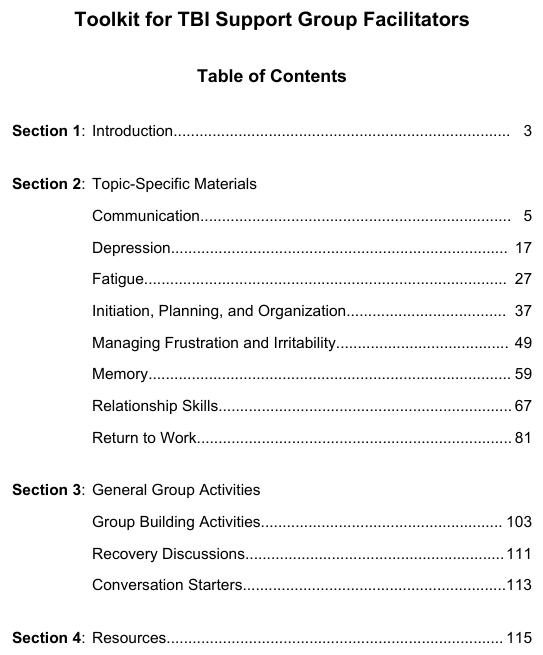 Toolkit for TBI Support Group Facilitators
Table of Contents
Section 1: Introduction.............................................................................. 3
Section 2: Topic-Specific Materials
Communication........................................................................ 5
Depression.............................................................................. 17
Fatigue.................................................................................... 27
Initiation, Planning, and Organization..................................... 37
Managing Frustration and Irritability........................................ 49
Memory.................................................................................... 59
Relationship Skills.................................................................... 67
Return to Work......................................................................... 81
Section 3: General Group Activities
Group Building Activities........................................................ 103
Recovery Discussions............................................................ 111
Conversation Starters.............................................................113
Section 4: Resources.............................................................................. 115